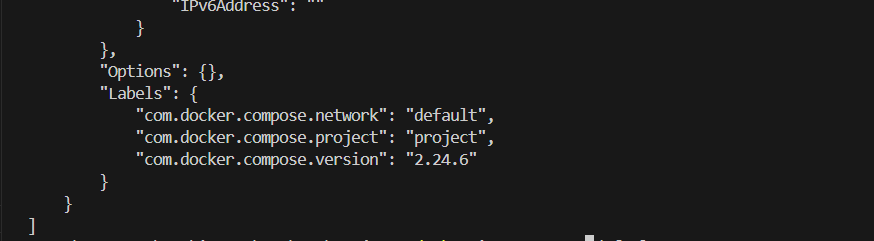 "IPv6Address": ""
}
},
"Options": {},
"Labels": {
"com.docker.compose.network": "default",
"com.docker.compose.project": "project",
"com.docker.compose.version": "2.24.6"
}
}
]